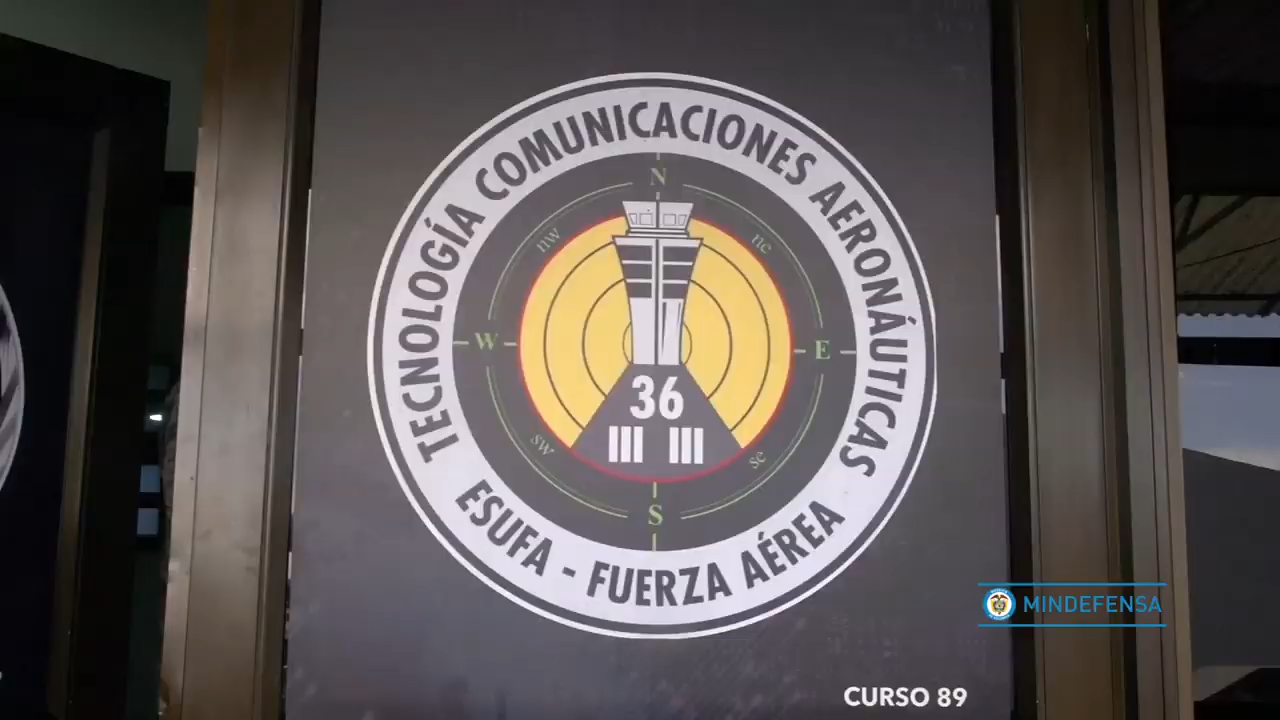 TECNOLOGÍA COMUNICACIONES AERONÁUTICAS
N
nw
ne
W
E
36
sw
se
S
ESUFA - FUERZA AÉREA
MINDEFENSA
CURSO 89